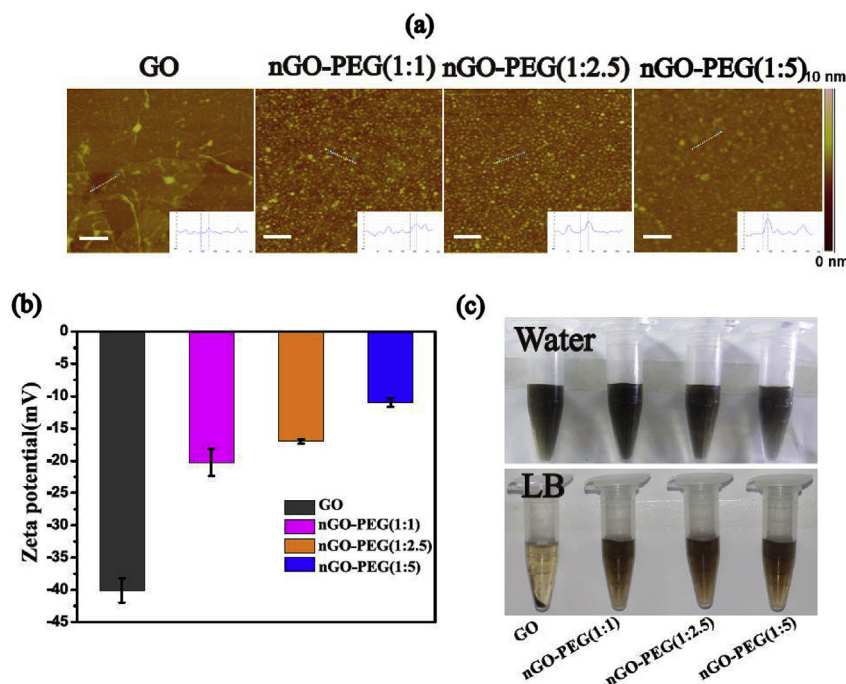 (a)
GO nGO-PEG(1:1) nGO-PEG(1:2.5) nGO-PEG(1:5)
10 nm
0 nm
(b)
0
-5
-10
-15
-20
-25
-30
-35
-40
-45
Zeta potential(mV)
GO
nGO-PEG(1:1)
nGO-PEG(1:2.5)
nGO-PEG(1:5)
(c)
Water
LB
GO
nGO-PEG(1:1)
nGO-PEG(1:2.5)
nGO-PEG(1:5)